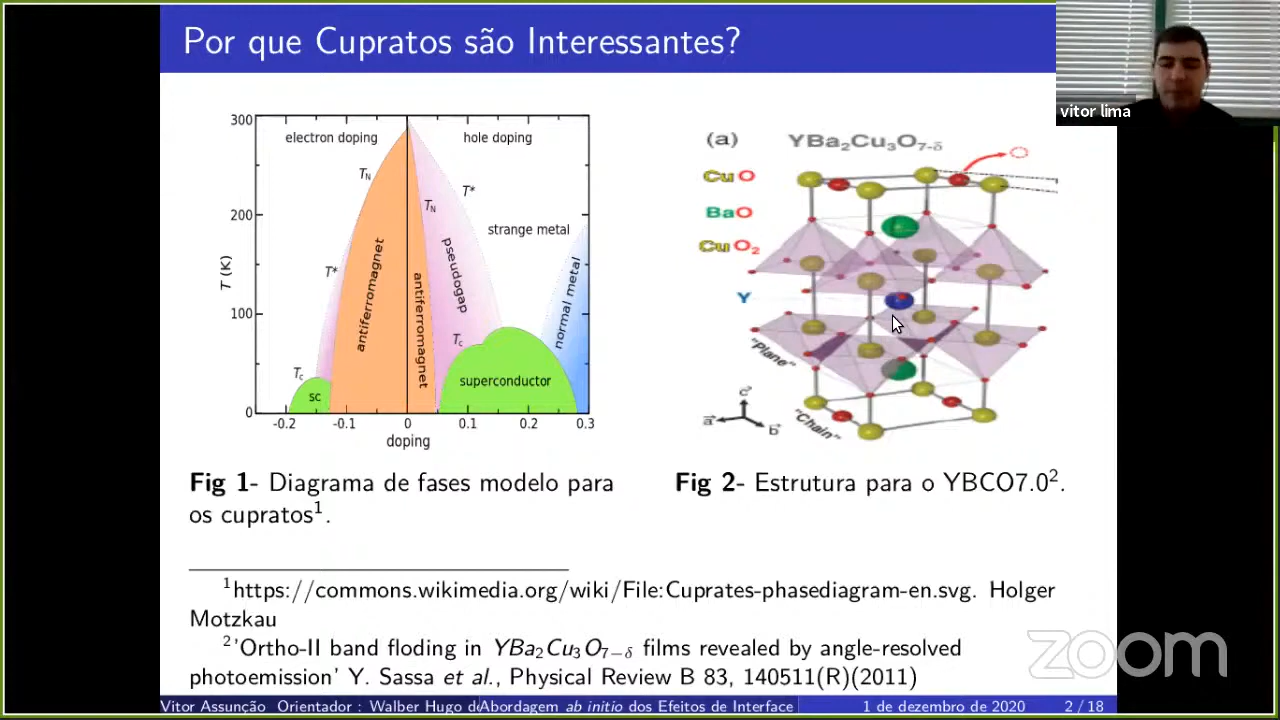 Por que Cupratos são Interessantes?
vitor lima
300
200
100
0
T (K)
electron doping
hole doping
T_N
T*
T_N
T*
strange metal
antiferromagnet
antiferromagnet
pseudogap
normal metal
T_c
T_c
sc
superconductor
-0.2 -0.1 0 0.1 0.2 0.3
doping
(a) YBa₂Cu₃O₇₋δ
CuO
BaO
CuO₂
Y
"Plane"
"Chain"
c
a
b
Fig 1- Diagrama de fases modelo para
os cupratos¹.
Fig 2- Estrutura para o YBCO7.0².
¹https://commons.wikimedia.org/wiki/File:Cuprates-phasediagram-en.svg. Holger
Motzkau
²'Ortho-II band floding in YBa₂Cu₃O₇₋δ films revealed by angle-resolved
photoemission' Y. Sassa et al., Physical Review B 83, 140511(R)(2011)
zoom
Vitor Assunção Orientador : Walber Hugo d Abordagem ab initio dos Efeitos de Interface 1 de dezembro de 2020 2 / 18